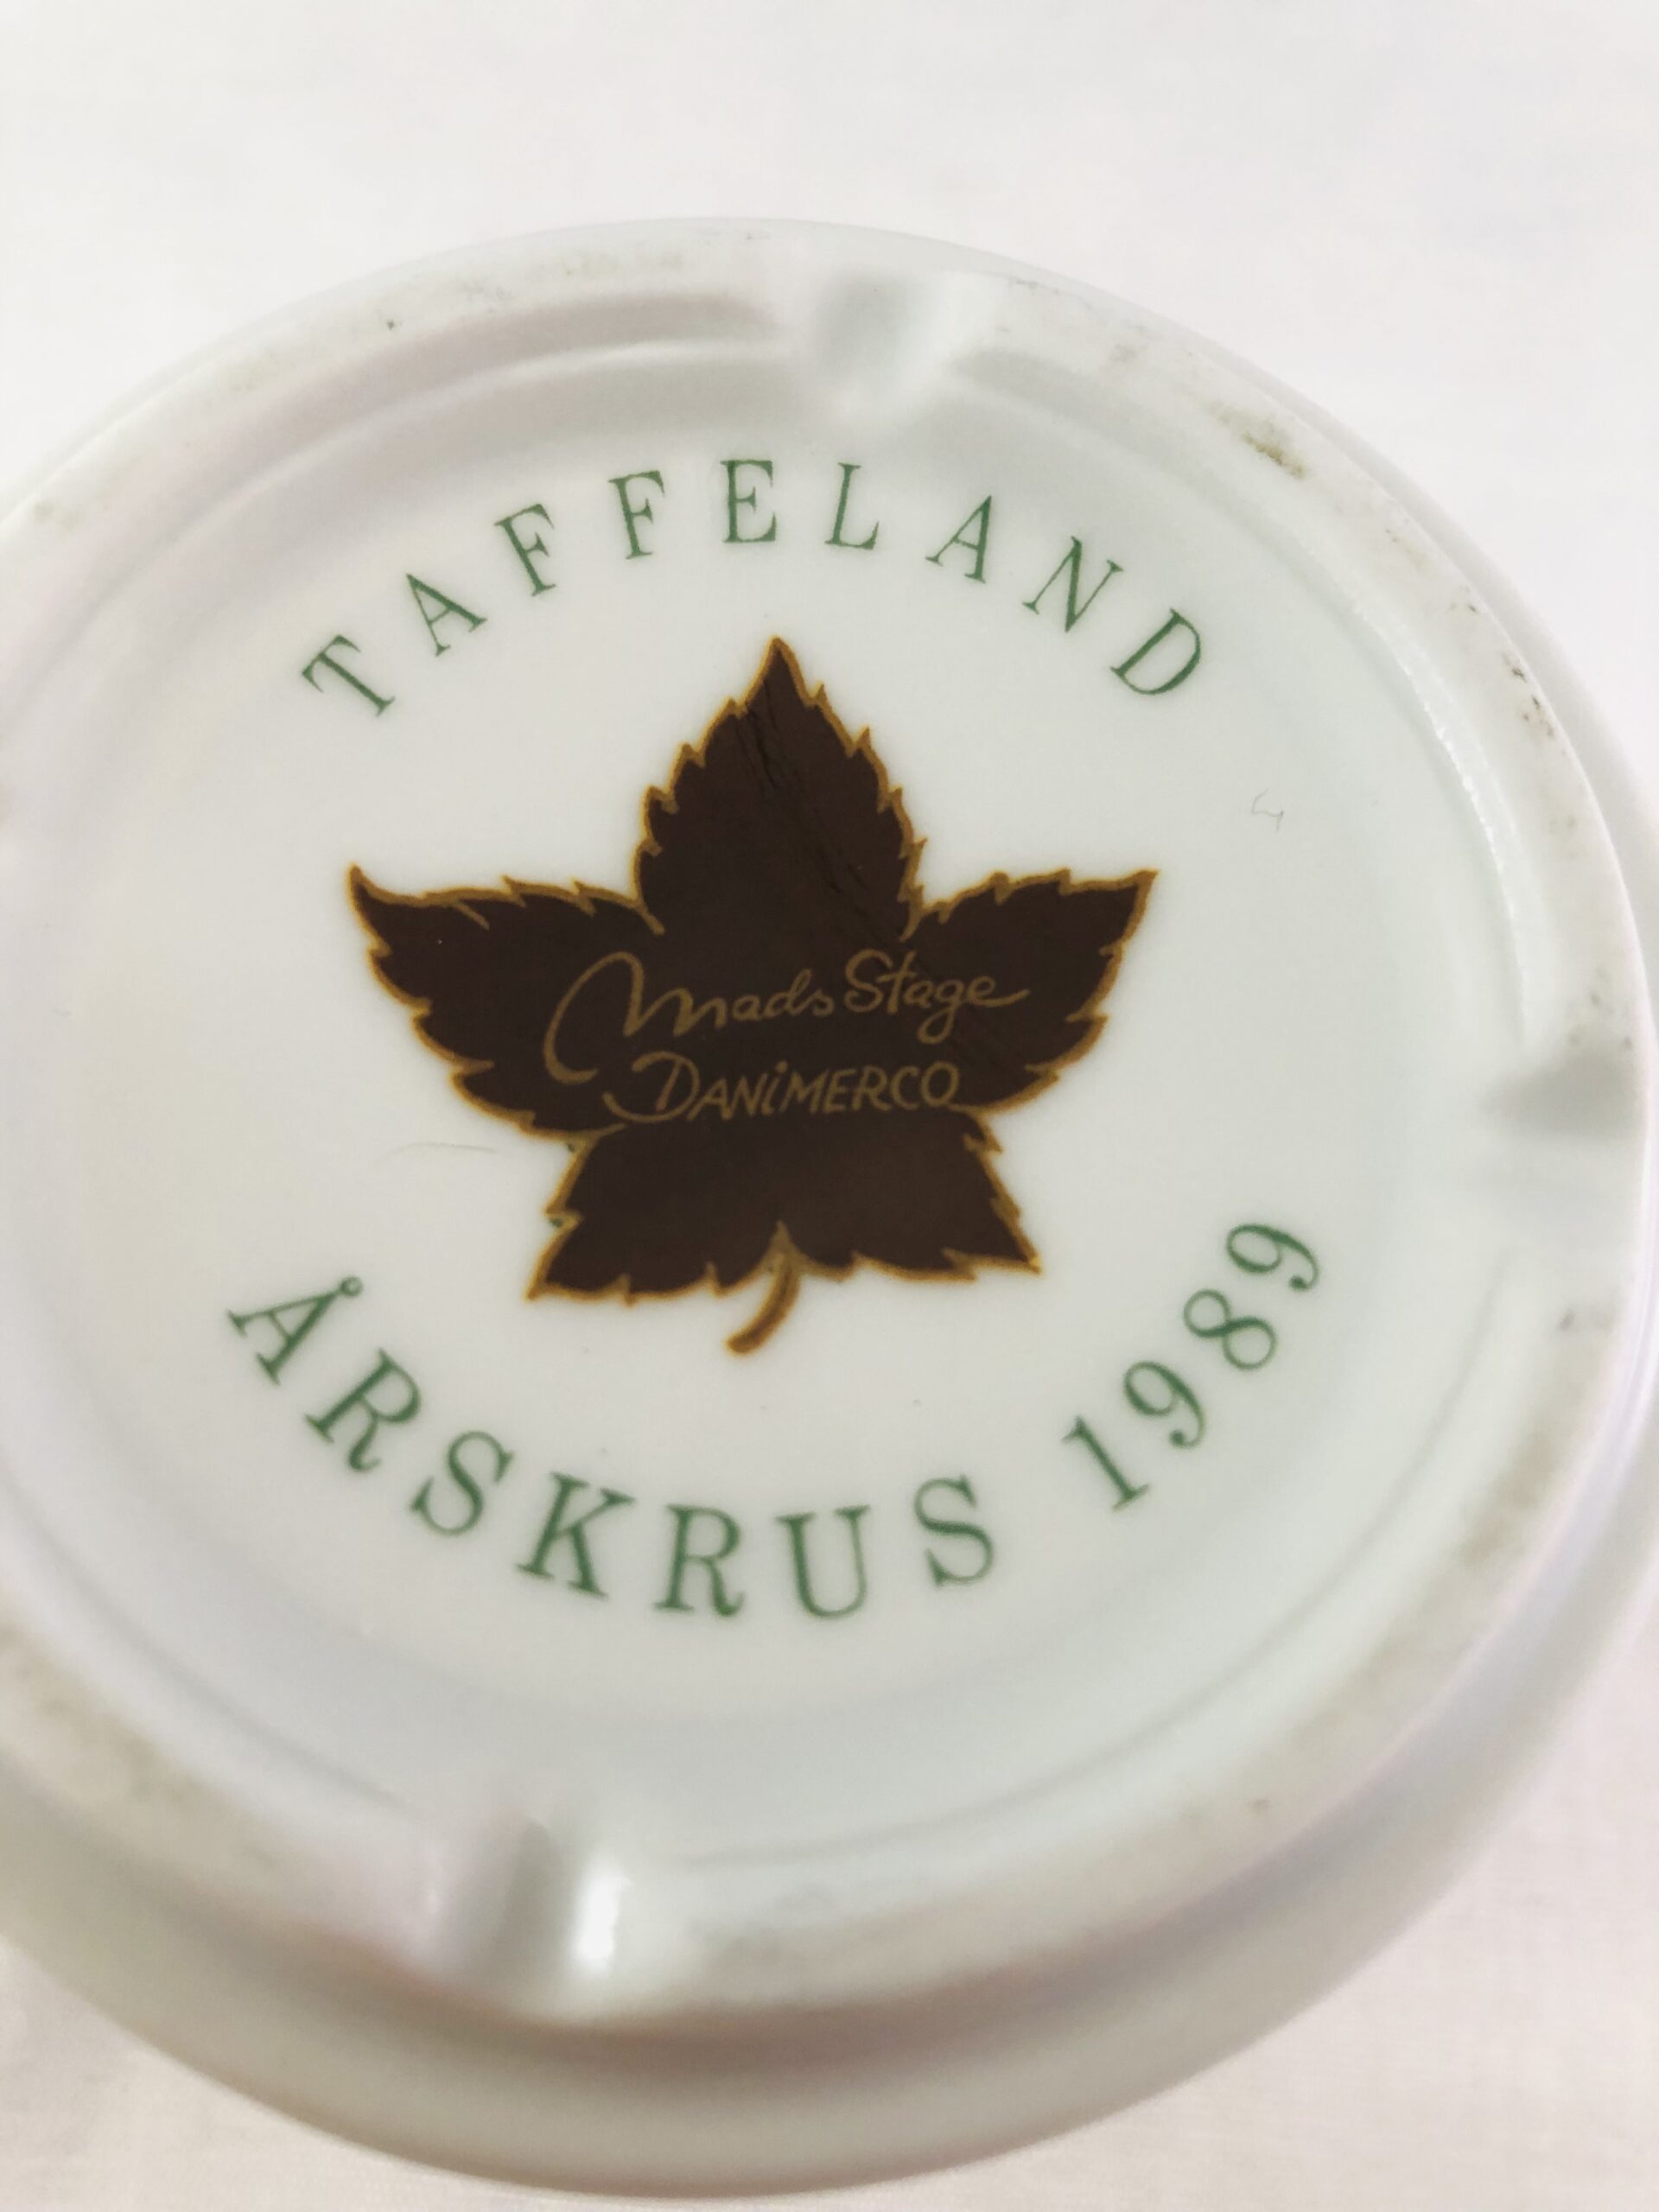 TAFFELAND
Mads Stage
DANiMERCO
ÅRSKRUS 1989